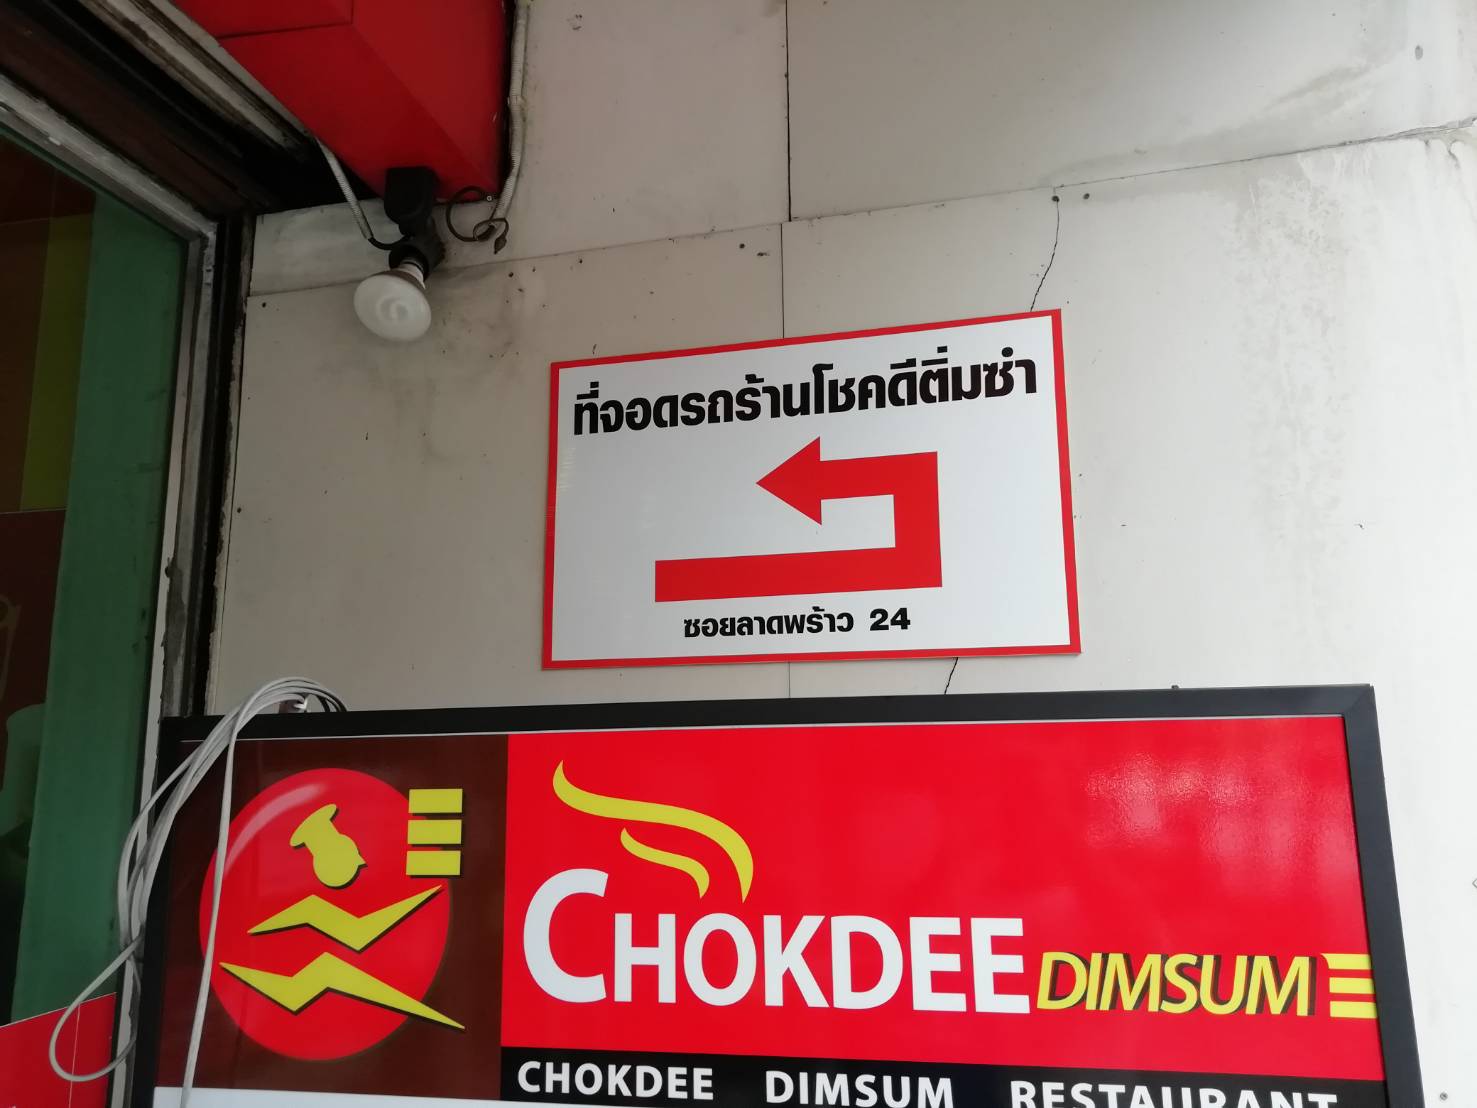 ที่จอดรถร้านโชคดีติ่มซำ
ซอยลาดพร้าว 24
CHOKDEE DIMSUM
CHOKDEE DIMSUM RESTAURANT